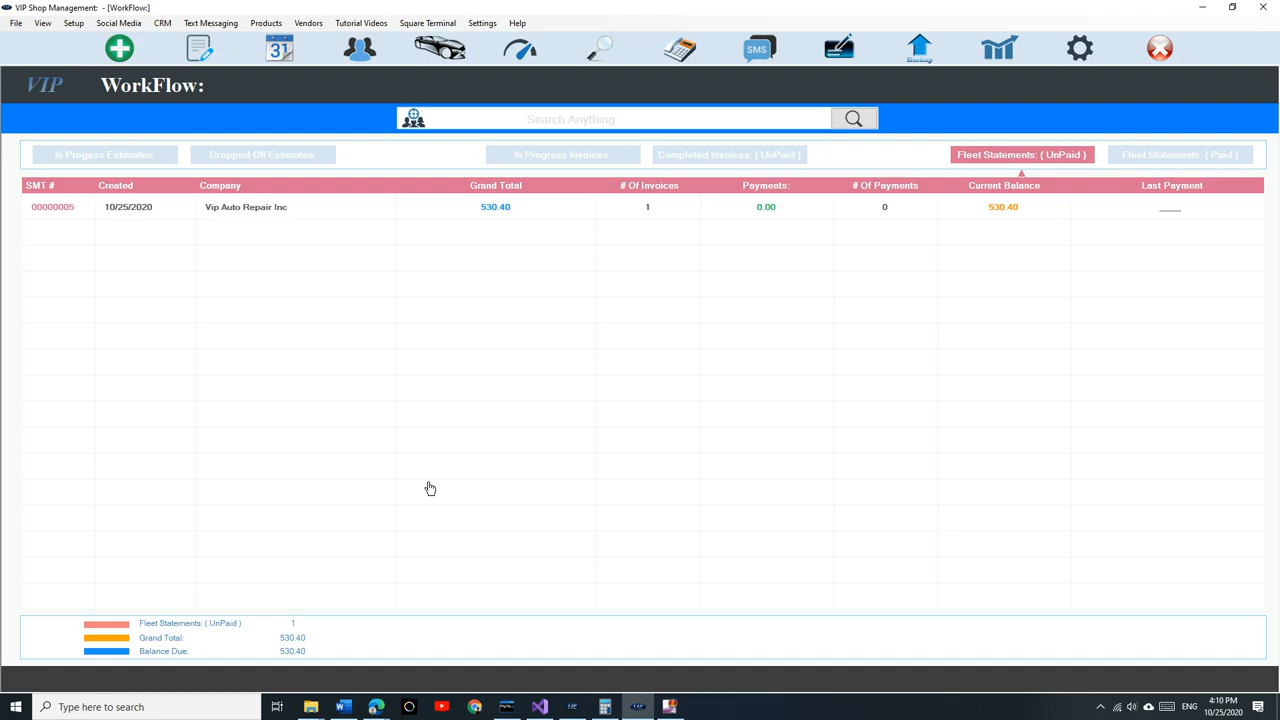 VIP Shop Management:  - [WorkFlow:]
File View Setup Social Media CRM Text Messaging Products Vendors Tutorial Videos Square Terminal Settings Help
31 SMS Backup
VIP WorkFlow:
Search Anything
In Progess Estimates: Dropped Off Estimates: In Progress Invoices: Completed Invoices: ( UnPaid ) Fleet Statements: ( UnPaid ) Fleet Statements: ( Paid )
SMT # Created Company Grand Total # Of Invoices Payments: # Of Payments Current Balance Last Payment
00000005 10/25/2020 Vip Auto Repair Inc 530.40 1 0.00 0 530.40 _____
Fleet Statements: ( UnPaid ) 1
Grand Total: 530.40
Balance Due: 530.40
Type here to search ENG 4:10 PM
10/25/2020